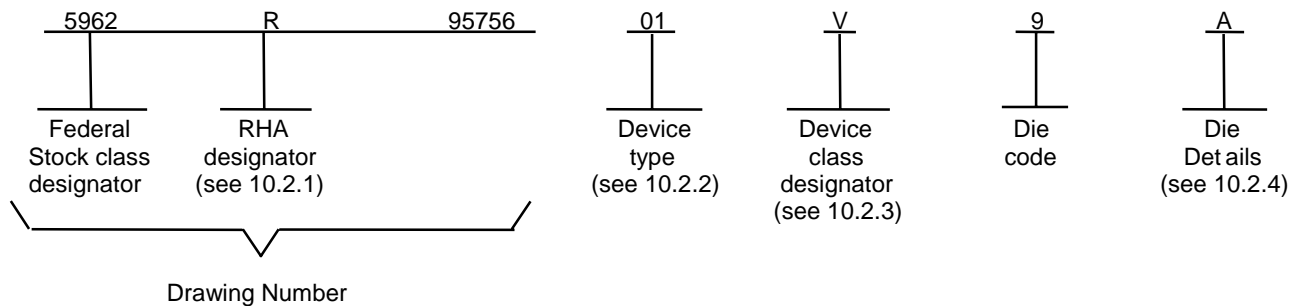 5962 R 95756 01 V 9 A
Federal Stock class designator
RHA designator (see 10.2.1)
Device type (see 10.2.2)
Device class designator (see 10.2.3)
Die code
Die Det ails (see 10.2.4)
Drawing Number